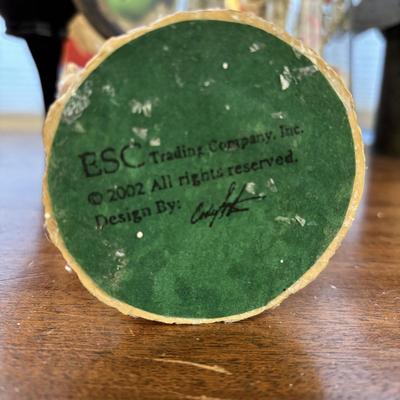 ESC Trading Company, Inc.
© 2002 All rights reserved.
Design By: